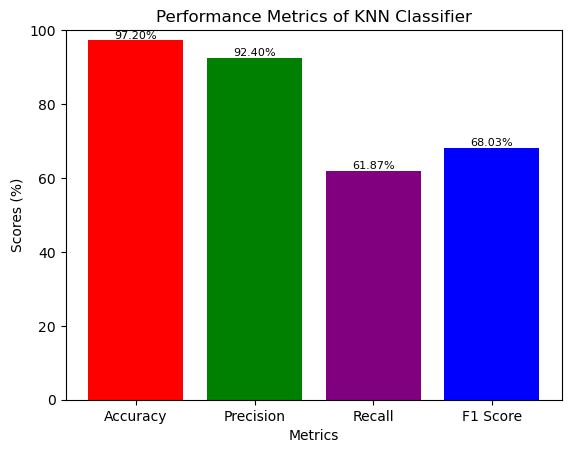 Performance Metrics of KNN Classifier
100
80
60
40
20
0
Scores (%)
97.20%
92.40%
61.87%
68.03%
Accuracy Precision Recall F1 Score
Metrics